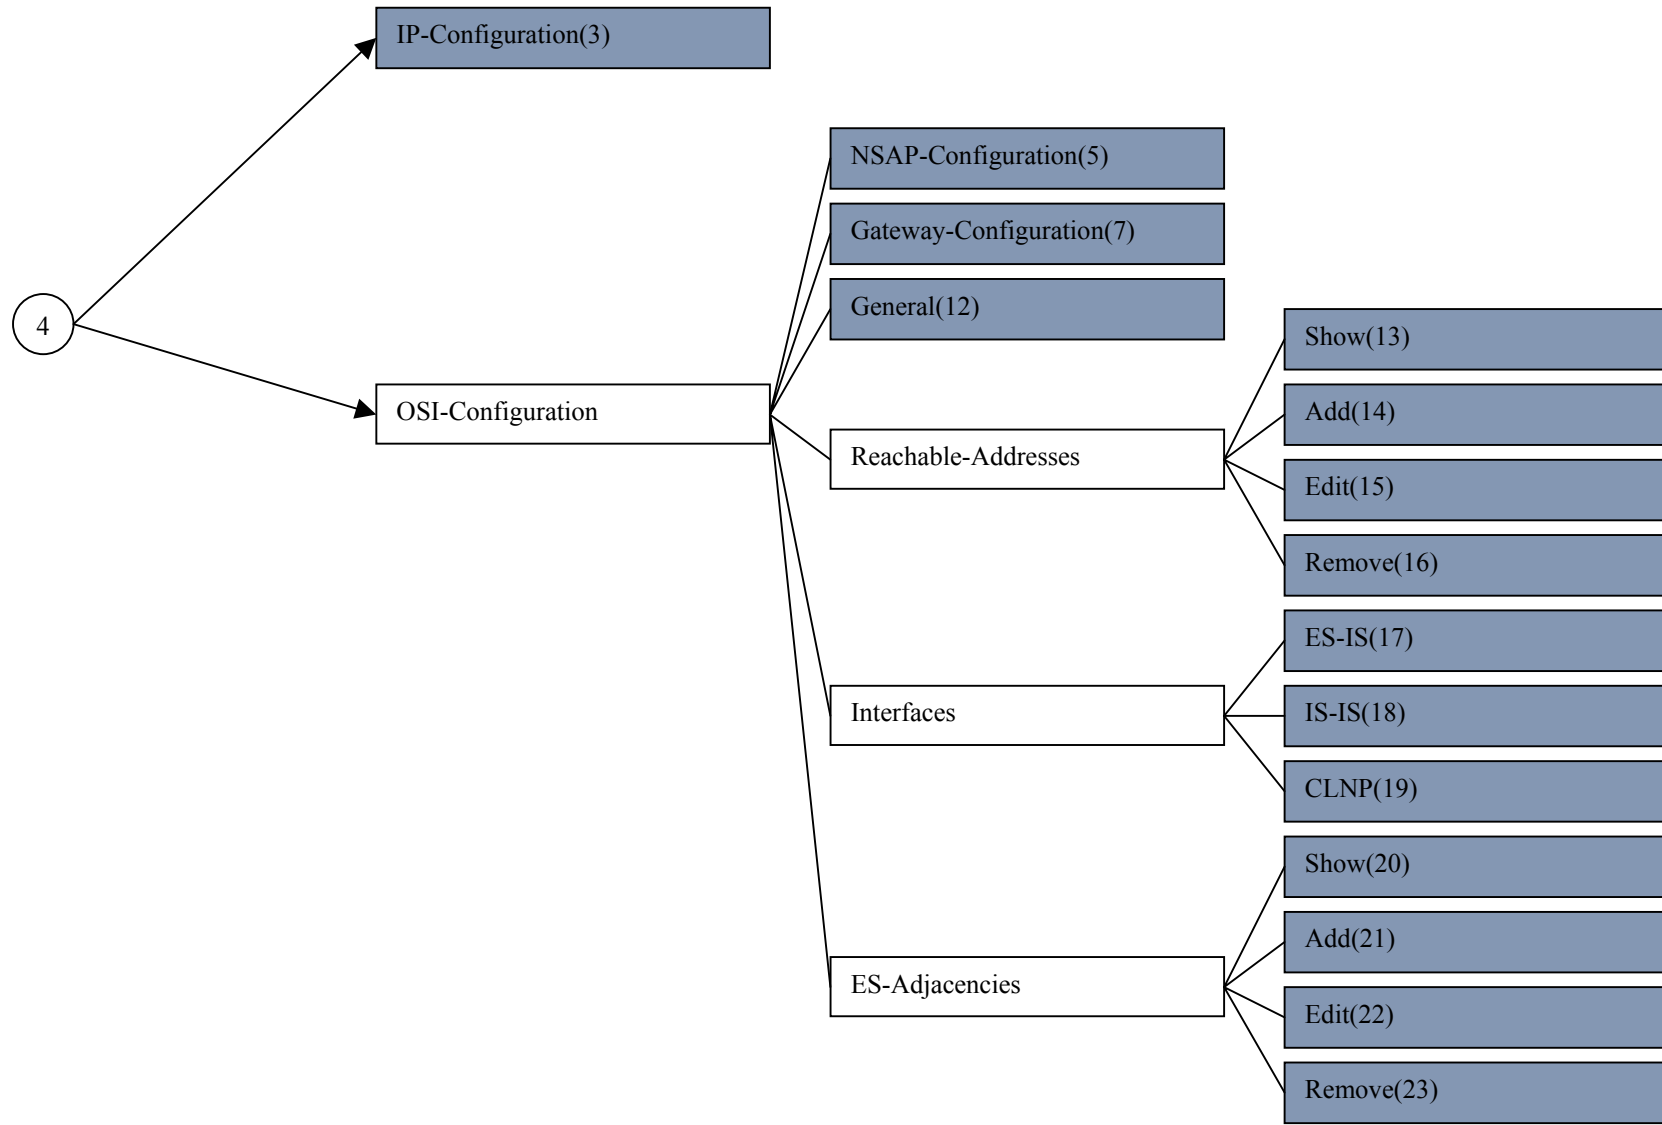 IP-Configuration(3)
NSAP-Configuration(5)
Gateway-Configuration(7)
General(12)
4
Show(13)
OSI-Configuration
Add(14)
Reachable-Addresses
Edit(15)
Remove(16)
ES-IS(17)
Interfaces
IS-IS(18)
CLNP(19)
Show(20)
Add(21)
ES-Adjacencies
Edit(22)
Remove(23)